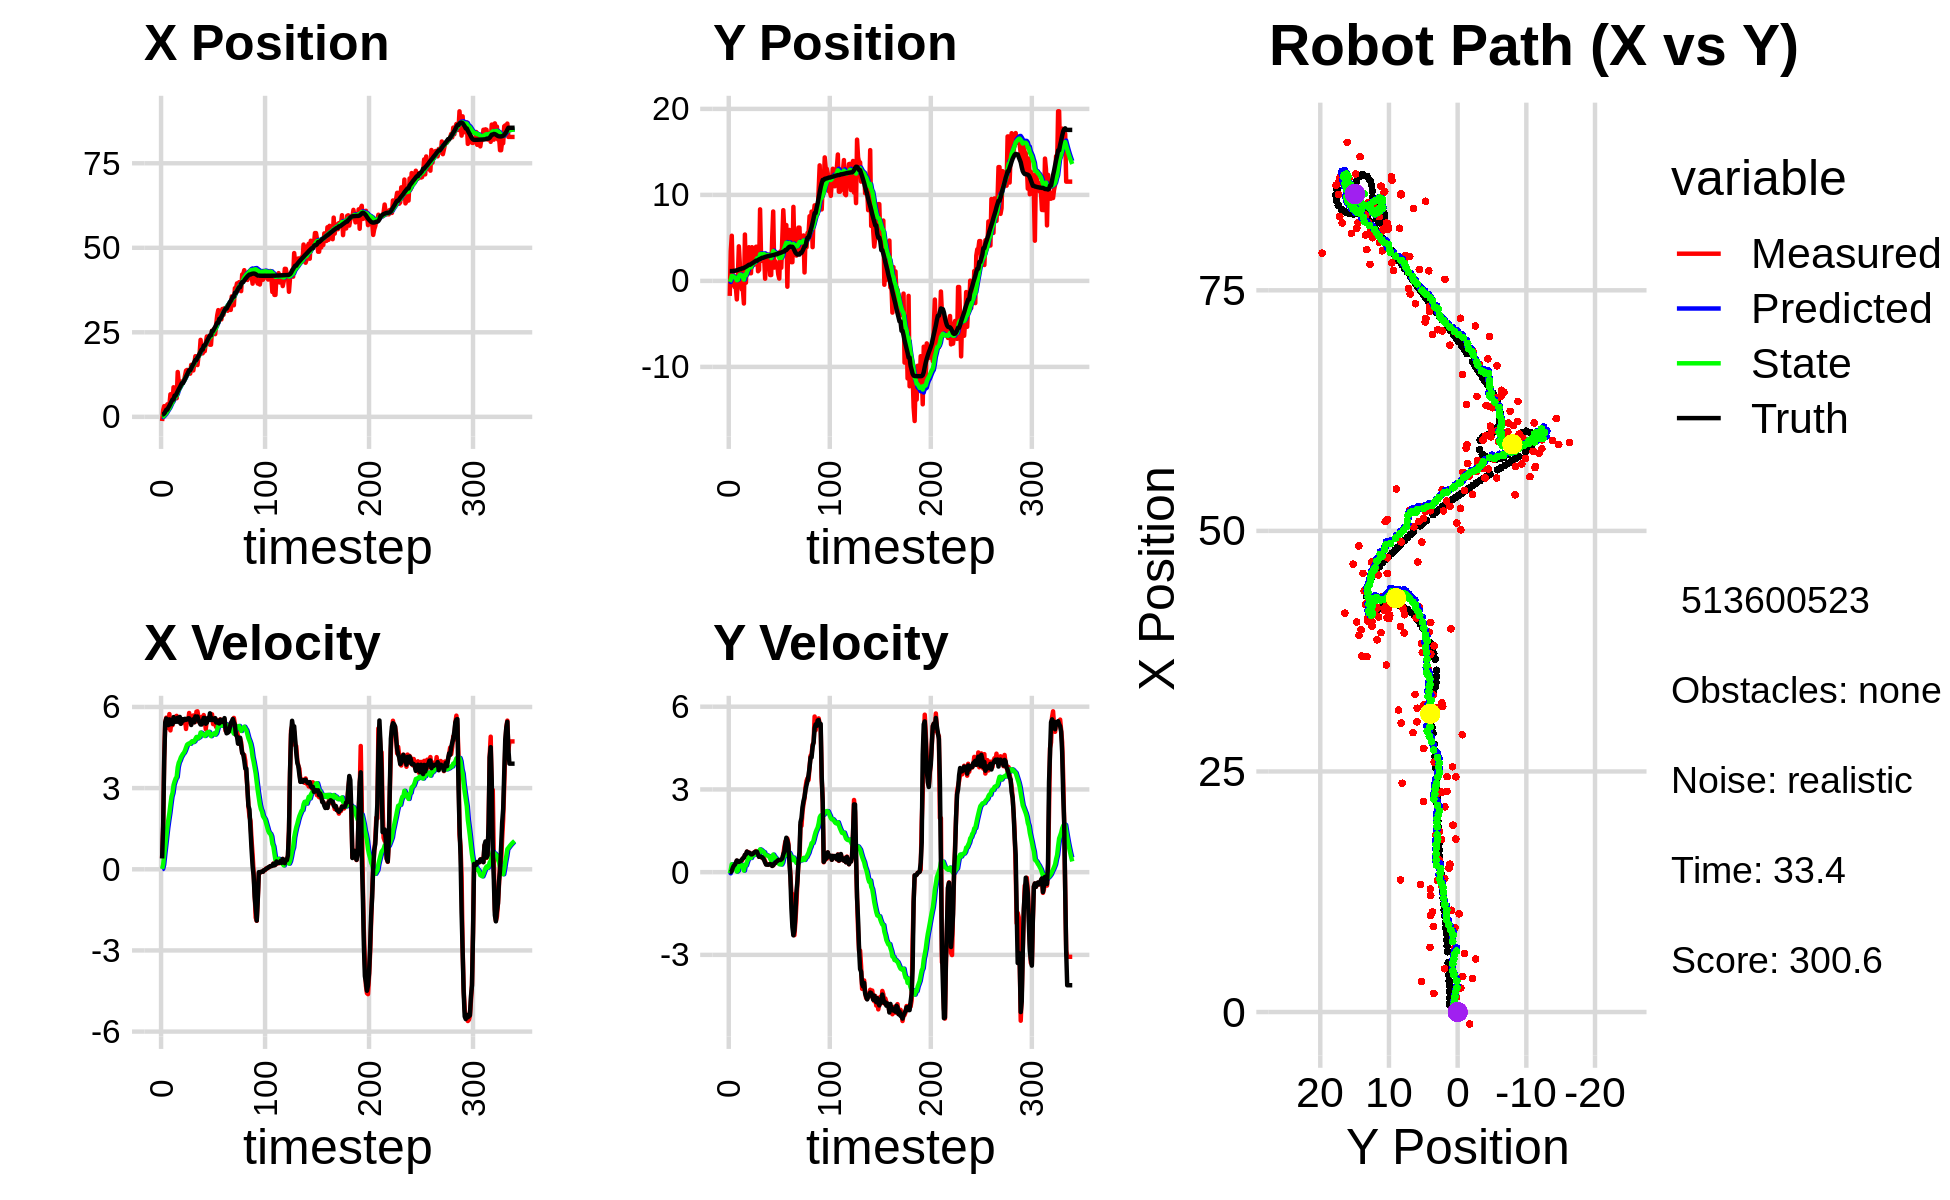 X Position
75
50
25
0
0
100
200
300
timestep
Y Position
20
10
0
-10
0
100
200
300
timestep
X Velocity
6
3
0
-3
-6
0
100
200
300
timestep
Y Velocity
6
3
0
-3
0
100
200
300
timestep
Robot Path (X vs Y)
X Position
75
50
25
0
20 10 0 -10 -20
Y Position
variable
Measured
Predicted
State
Truth
513600523
Obstacles: none
Noise: realistic
Time: 33.4
Score: 300.6